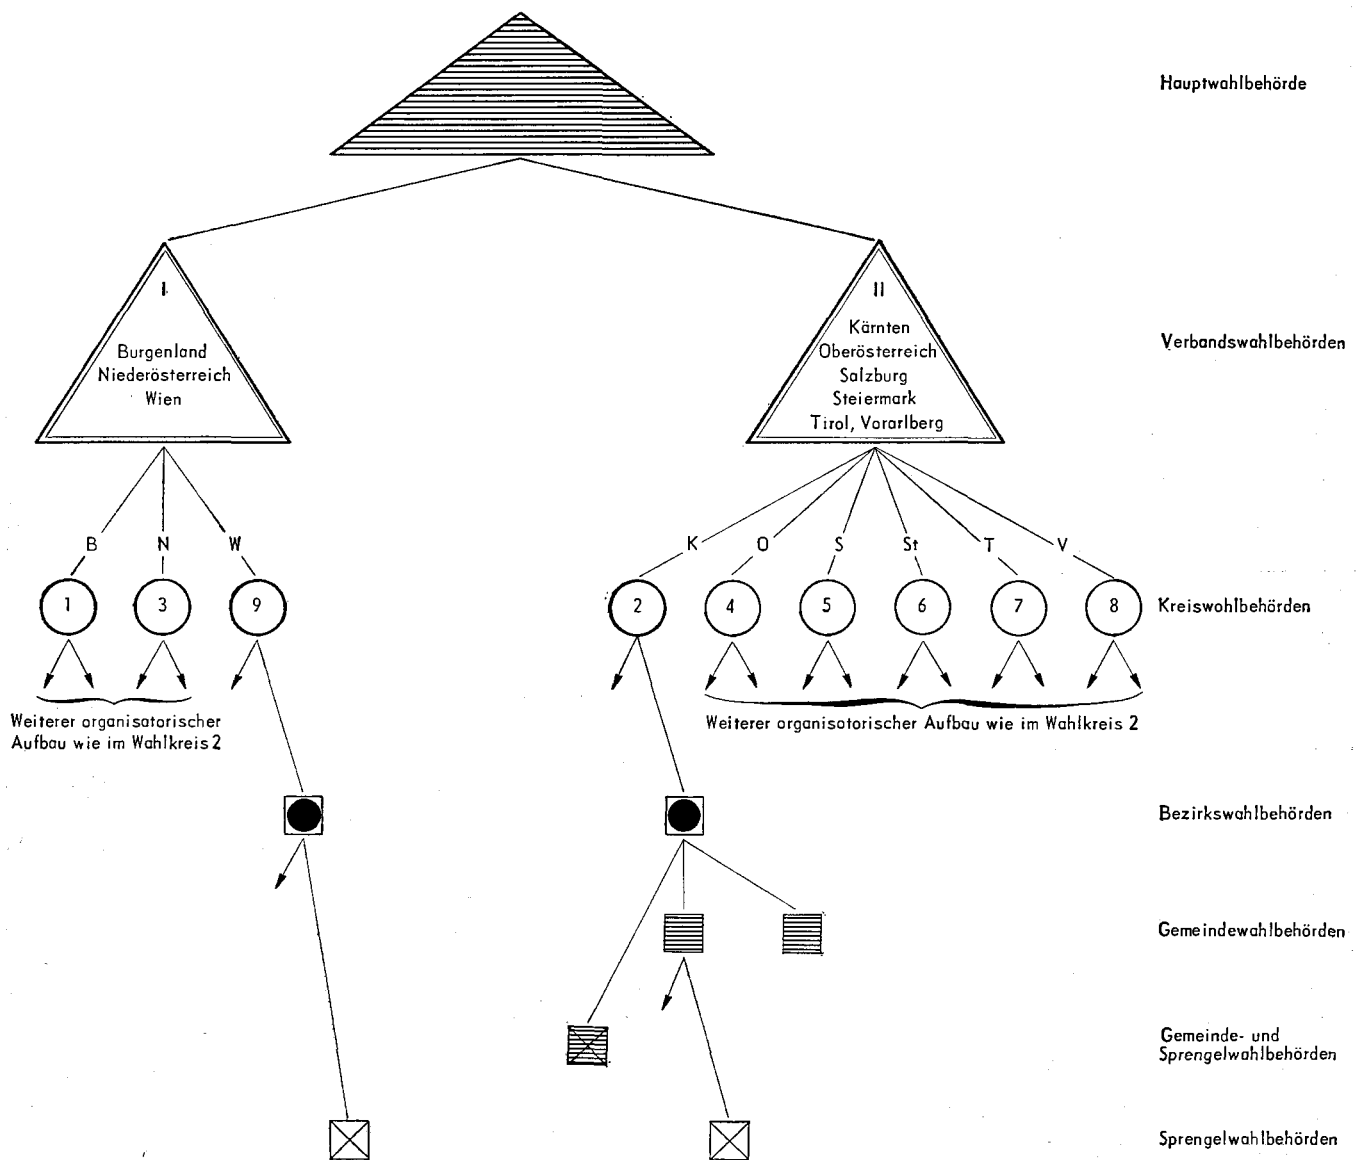 Hauptwahlbehörde
I
Burgenland
Niederösterreich
Wien
II
Kärnten
Oberösterreich
Salzburg
Steiermark
Tirol, Vorarlberg
Verbandswahlbehörden
B N W
K O S St T V
1 3 9
2 4 5 6 7 8
Kreiswahlbehörden
Weiterer organisatorischer
Aufbau wie im Wahlkreis 2
Weiterer organisatorischer Aufbau wie im Wahlkreis 2
Bezirkswahlbehörden
Gemeindewahlbehörden
Gemeinde- und
Sprengelwahlbehörden
Sprengelwahlbehörden